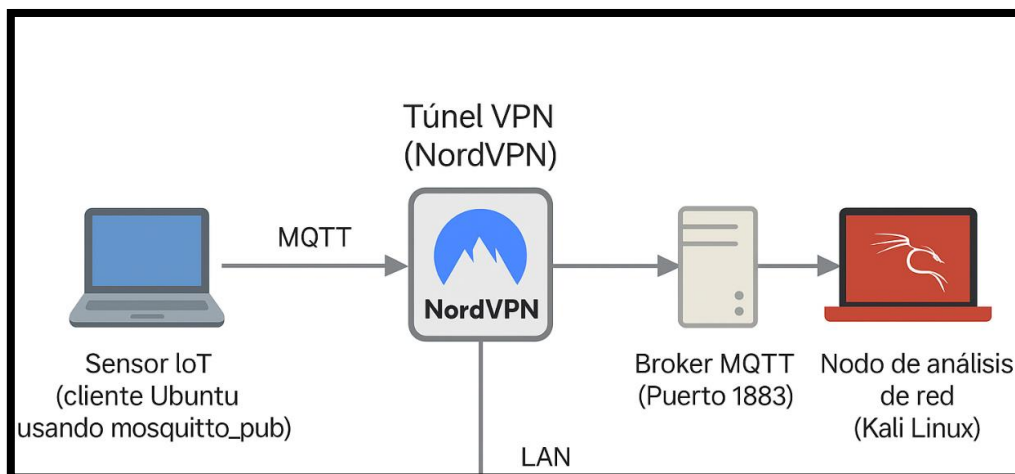 Túnel VPN
(NordVPN)
MQTT
NordVPN
Sensor IoT
(cliente Ubuntu
usando mosquitto_pub)
Broker MQTT
(Puerto 1883)
Nodo de análisis
de red
(Kali Linux)
LAN